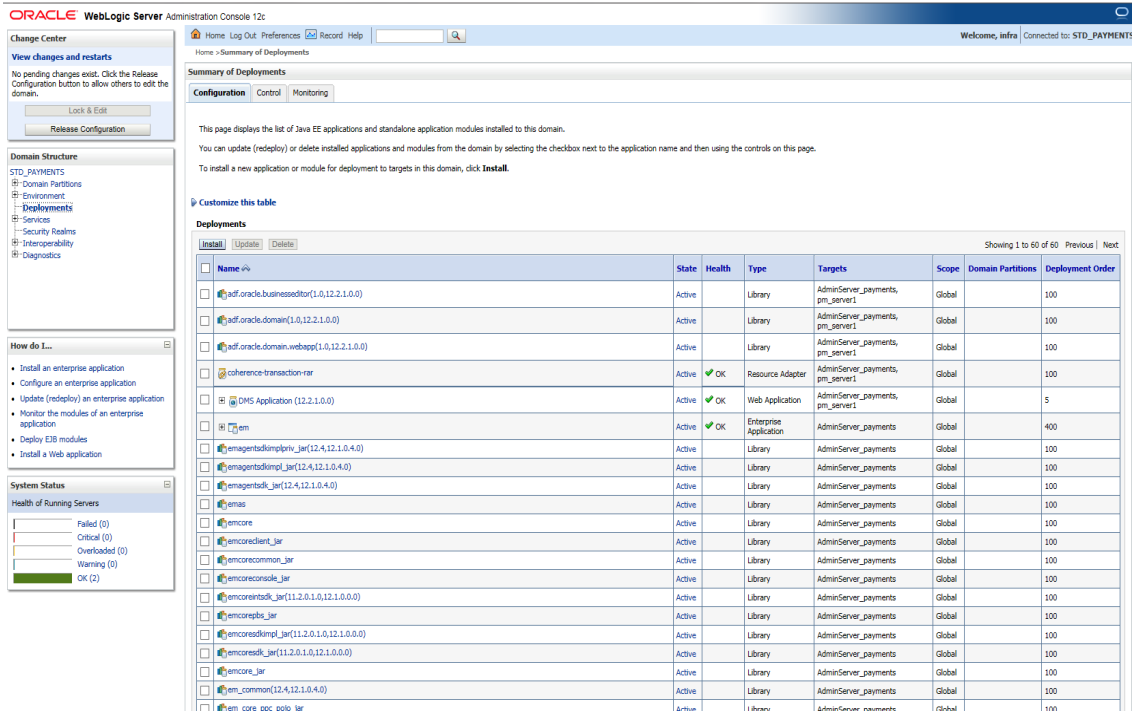 ORACLE WebLogic Server Administration Console 12c
Change Center
View changes and restarts
No pending changes exist. Click the Release
Configuration button to allow others to edit the
domain.
Lock & Edit
Release Configuration
Domain Structure
STD_PAYMENTS
Domain Partitions
Environment
Deployments
Services
Security Realms
Interoperability
Diagnostics
How do I...
Install an enterprise application
Configure an enterprise application
Update (redeploy) an enterprise application
Monitor the modules of an enterprise
application
Deploy EJB modules
Install a Web application
System Status
Health of Running Servers
Failed (0)
Critical (0)
Overloaded (0)
Warning (0)
OK (2)
Home Log Out Preferences Record Help
Welcome, infra Connected to: STD_PAYMENTS
Home >Summary of Deployments
Summary of Deployments
Configuration Control Monitoring
This page displays the list of Java EE applications and standalone application modules installed to this domain.
You can update (redeploy) or delete installed applications and modules from the domain by selecting the checkbox next to the application name and then using the controls on this page.
To install a new application or module for deployment to targets in this domain, click Install.
Customize this table
Deployments
Install Update Delete Showing 1 to 60 of 60 Previous | Next
Name State Health Type Targets Scope Domain Partitions Deployment Order
adf.oracle.businesseditor(1.0,12.2.1.0.0) Active Library AdminServer_payments, pm_server1 Global 100
adf.oracle.domain(1.0,12.2.1.0.0) Active Library AdminServer_payments, pm_server1 Global 100
adf.oracle.domain.webapp(1.0,12.2.1.0.0) Active Library AdminServer_payments, pm_server1 Global 100
coherence-transaction-rar Active OK Resource Adapter AdminServer_payments, pm_server1 Global 100
DMS Application (12.2.1.0.0) Active OK Web Application AdminServer_payments, pm_server1 Global 5
em Active OK Enterprise Application AdminServer_payments Global 400
emagentsdkimplpriv_jar(12.4,12.1.0.4.0) Active Library AdminServer_payments Global 100
emagentsdkimpl_jar(12.4,12.1.0.4.0) Active Library AdminServer_payments Global 100
emagentsdk_jar(12.4,12.1.0.4.0) Active Library AdminServer_payments Global 100
emas Active Library AdminServer_payments Global 100
emcore Active Library AdminServer_payments Global 100
emcoreclient_jar Active Library AdminServer_payments Global 100
emcorecommon_jar Active Library AdminServer_payments Global 100
emcoreconsole_jar Active Library AdminServer_payments Global 100
emcoreintsdk_jar(11.2.0.1.0,12.1.0.0.0) Active Library AdminServer_payments Global 100
emcorepbs_jar Active Library AdminServer_payments Global 100
emcoresdkimpl_jar(11.2.0.1.0,12.1.0.0.0) Active Library AdminServer_payments Global 100
emcoresdk_jar(11.2.0.1.0,12.1.0.0.0) Active Library AdminServer_payments Global 100
emcore_jar Active Library AdminServer_payments Global 100
em_common(12.4,12.1.0.4.0) Active Library AdminServer_payments Global 100
em_core_ppc_polo_jar Active Library AdminServer_payments Global 100